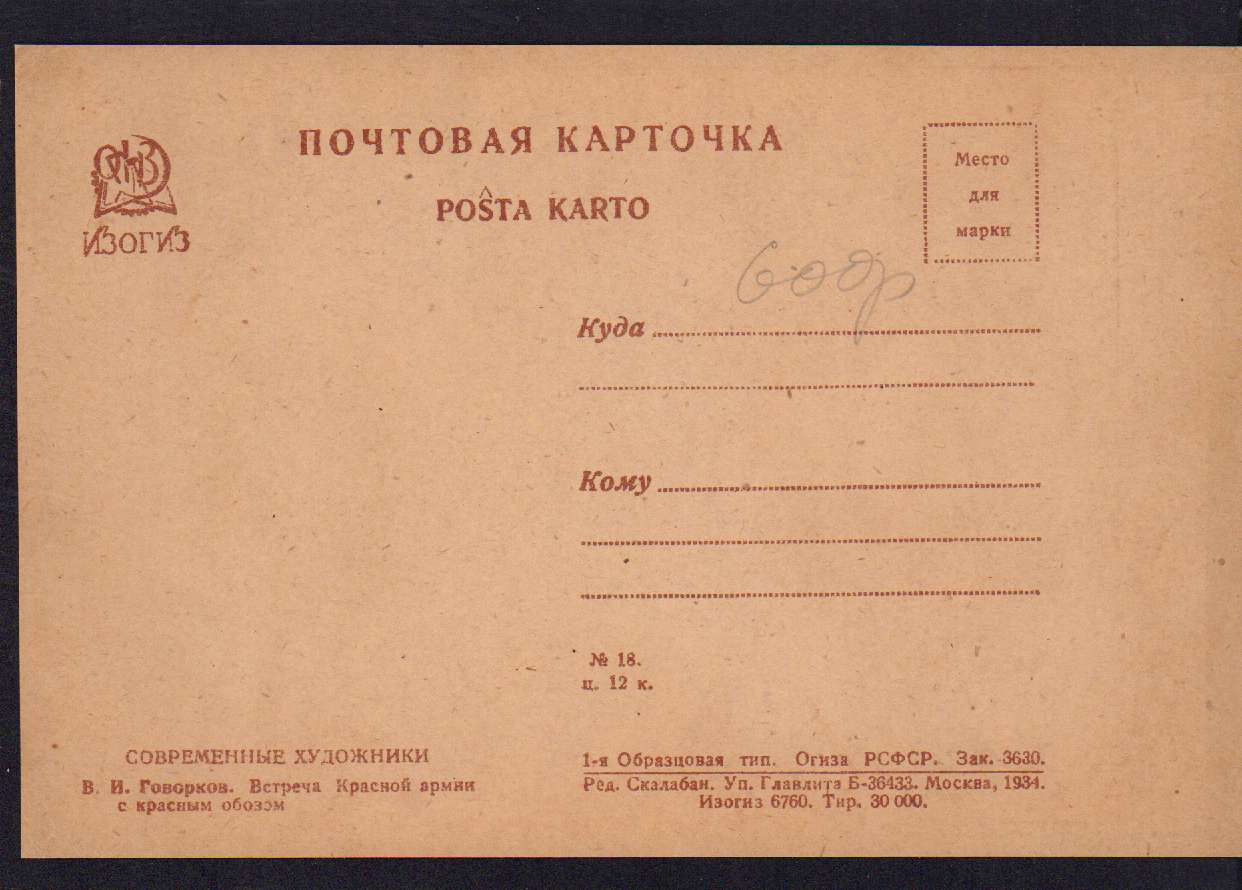 ПОЧТОВАЯ КАРТОЧКА
POŜTA KARTO
ИЗОГИЗ
Место
для
марки
Куда
Кому
№ 18.
ц. 12 к.
СОВРЕМЕННЫЕ ХУДОЖНИКИ
В. И. Говорков. Встреча Красной армии
с красным обозом
1-я Образцовая тип. Огиза РСФСР. Зак. 3630.
Ред. Скалабан. Уп. Главлита Б-36433. Москва, 1934.
Изогиз 6760. Тир. 30 000.